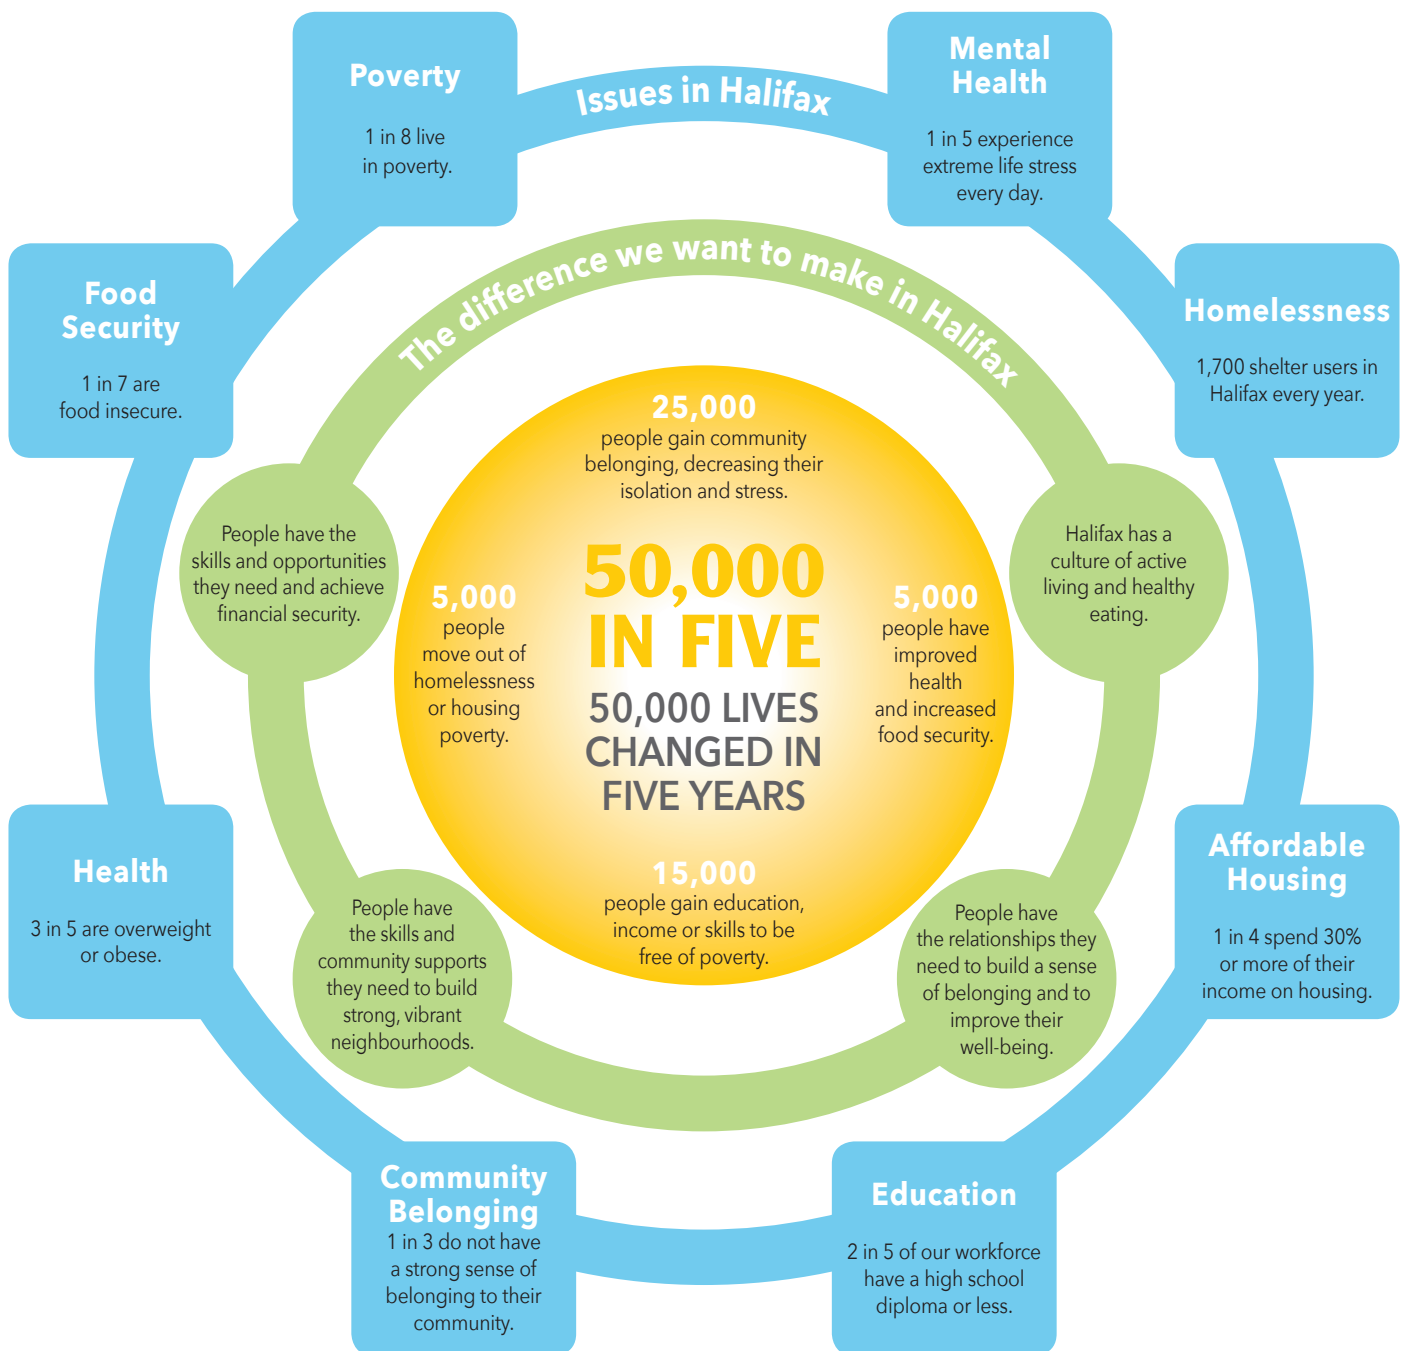 Issues in Halifax
Poverty
1 in 8 live
in poverty.
Mental
Health
1 in 5 experience
extreme life stress
every day.
Homelessness
1,700 shelter users in
Halifax every year.
Affordable
Housing
1 in 4 spend 30%
or more of their
income on housing.
Education
2 in 5 of our workforce
have a high school
diploma or less.
Community
Belonging
1 in 3 do not have
a strong sense of
belonging to their
community.
Health
3 in 5 are overweight
or obese.
Food
Security
1 in 7 are
food insecure.
The difference we want to make in Halifax
People have the
skills and opportunities
they need and achieve
financial security.
Halifax has a
culture of active
living and healthy
eating.
People have
the relationships they
need to build a sense
of belonging and to
improve their
well-being.
People have
the skills and
community supports
they need to build
strong, vibrant
neighbourhoods.
25,000
people gain community
belonging, decreasing their
isolation and stress.
5,000
people
move out of
homelessness
or housing
poverty.
50,000
IN FIVE
50,000 LIVES
CHANGED IN
FIVE YEARS
5,000
people have
improved
health
and increased
food security.
15,000
people gain education,
income or skills to be
free of poverty.